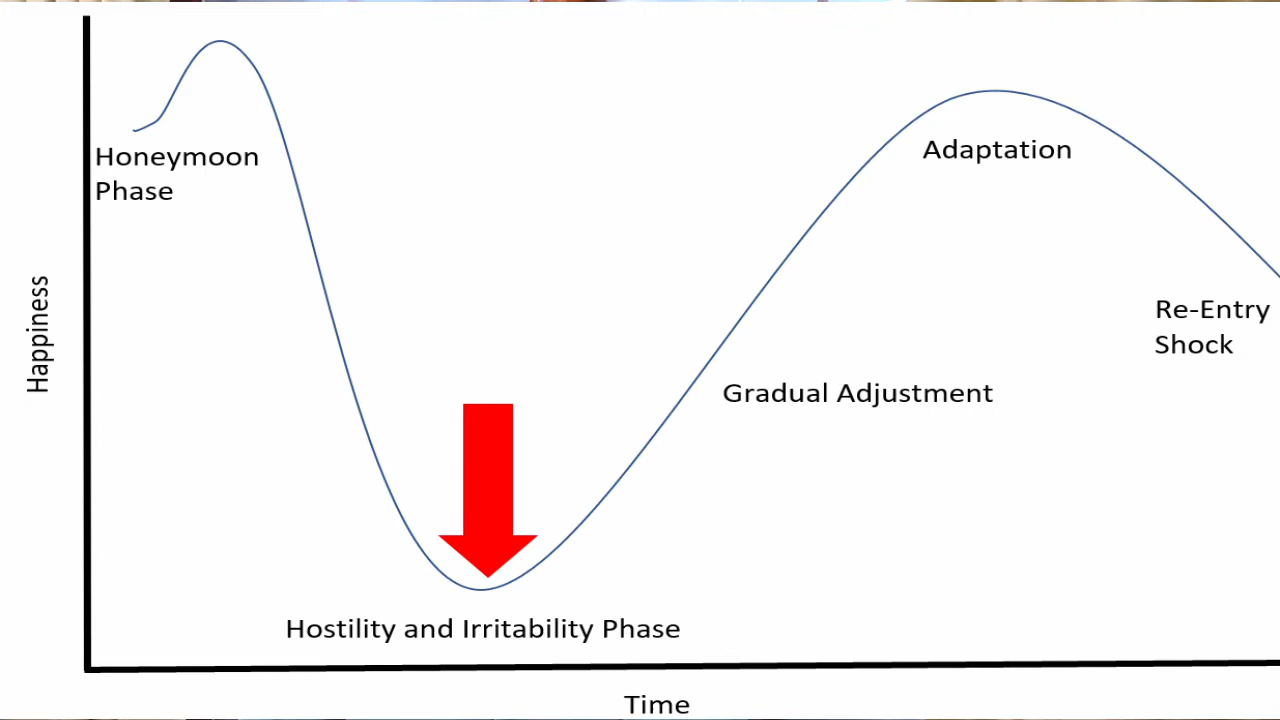 Honeymoon
Phase
Adaptation
Happiness
Re-Entry
Shock
Gradual Adjustment
Hostility and Irritability Phase
Time